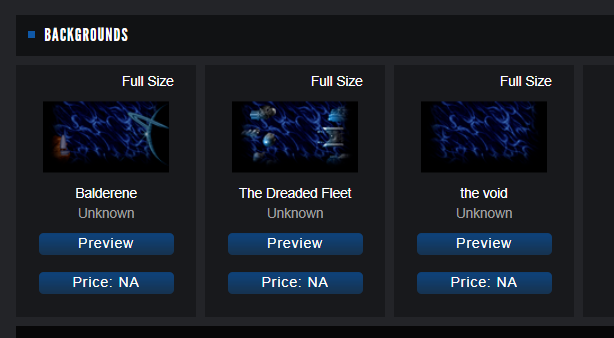 BACKGROUNDS
Full Size
Balderene
Unknown
Preview
Price: NA
Full Size
The Dreaded Fleet
Unknown
Preview
Price: NA
Full Size
the void
Unknown
Preview
Price: NA